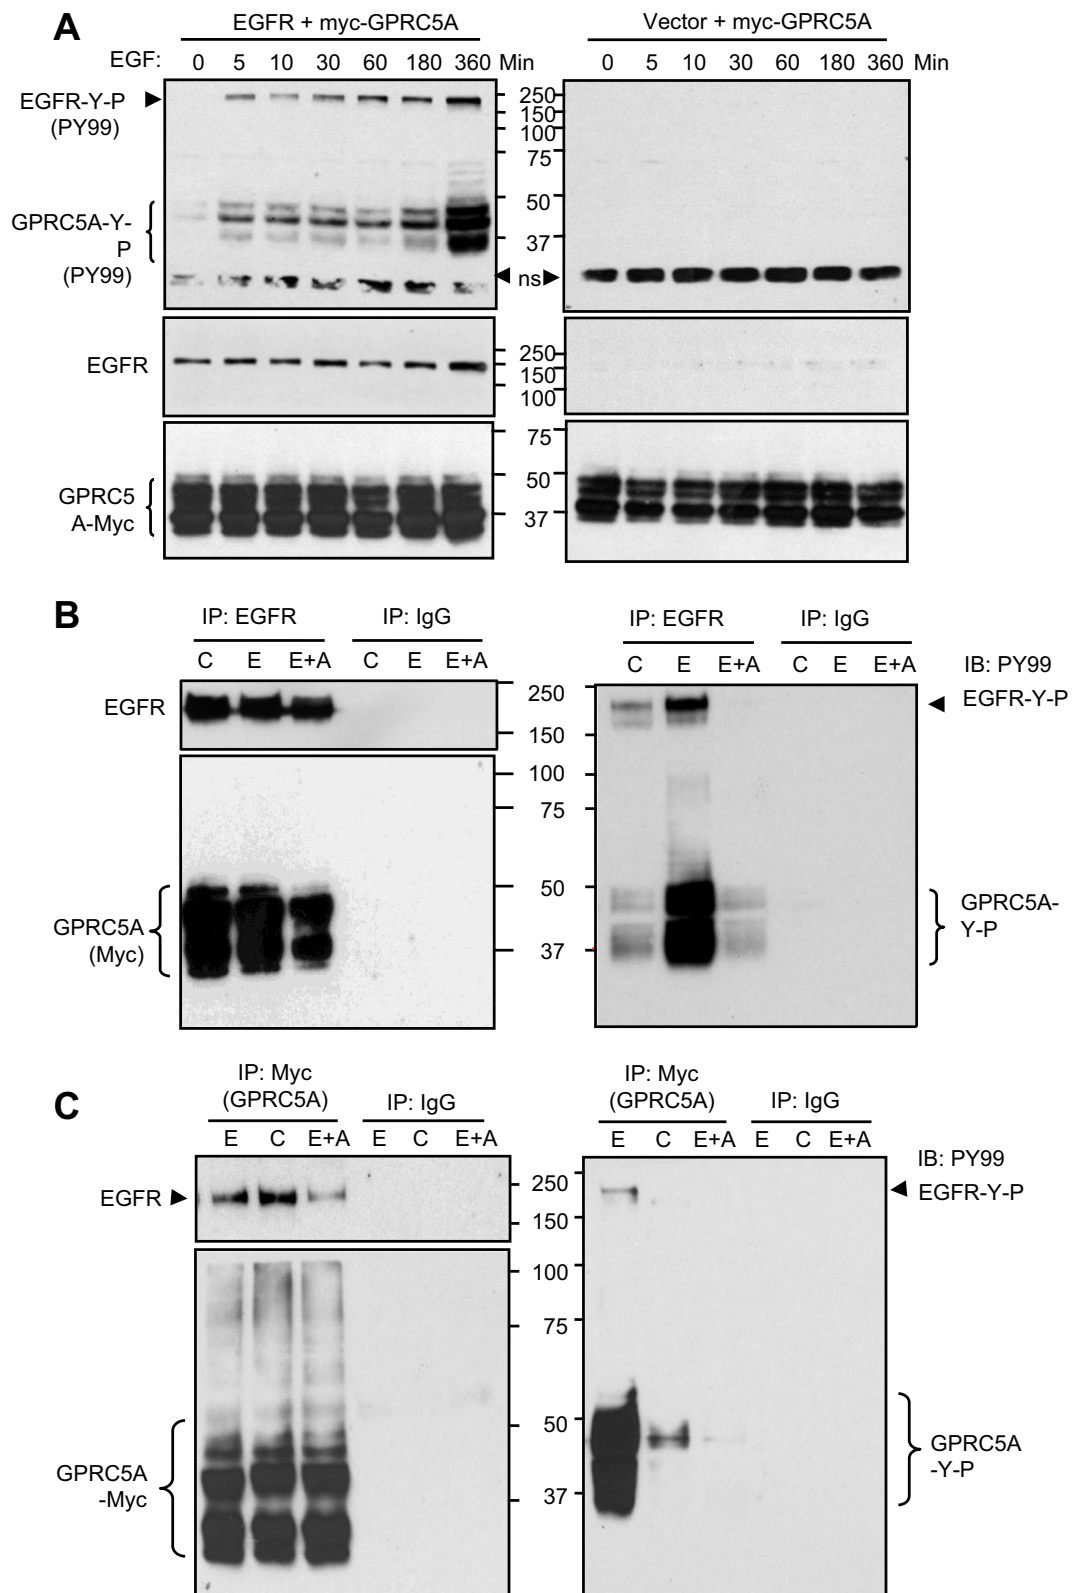 A
EGFR + myc-GPRC5A
Vector + myc-GPRC5A
EGF: 0 5 10 30 60 180 360 Min
0 5 10 30 60 180 360 Min
EGFR-Y-P
(PY99)
250
150
100
75
50
37
GPRC5A-Y-
P
(PY99)
ns
EGFR
250
150
100
GPRC5
A-Myc
75
50
37
B
IP: EGFR
IP: IgG
C E E+A C E E+A
EGFR
GPRC5A
(Myc)
250
150
100
75
50
37
IP: EGFR
IP: IgG
C E E+A C E E+A
IB: PY99
EGFR-Y-P
GPRC5A-
Y-P
C
IP: Myc
(GPRC5A)
IP: IgG
E C E+A E C E+A
EGFR
GPRC5A
-Myc
250
150
100
75
50
37
IP: Myc
(GPRC5A)
IP: IgG
E C E+A E C E+A
IB: PY99
EGFR-Y-P
GPRC5A
-Y-P